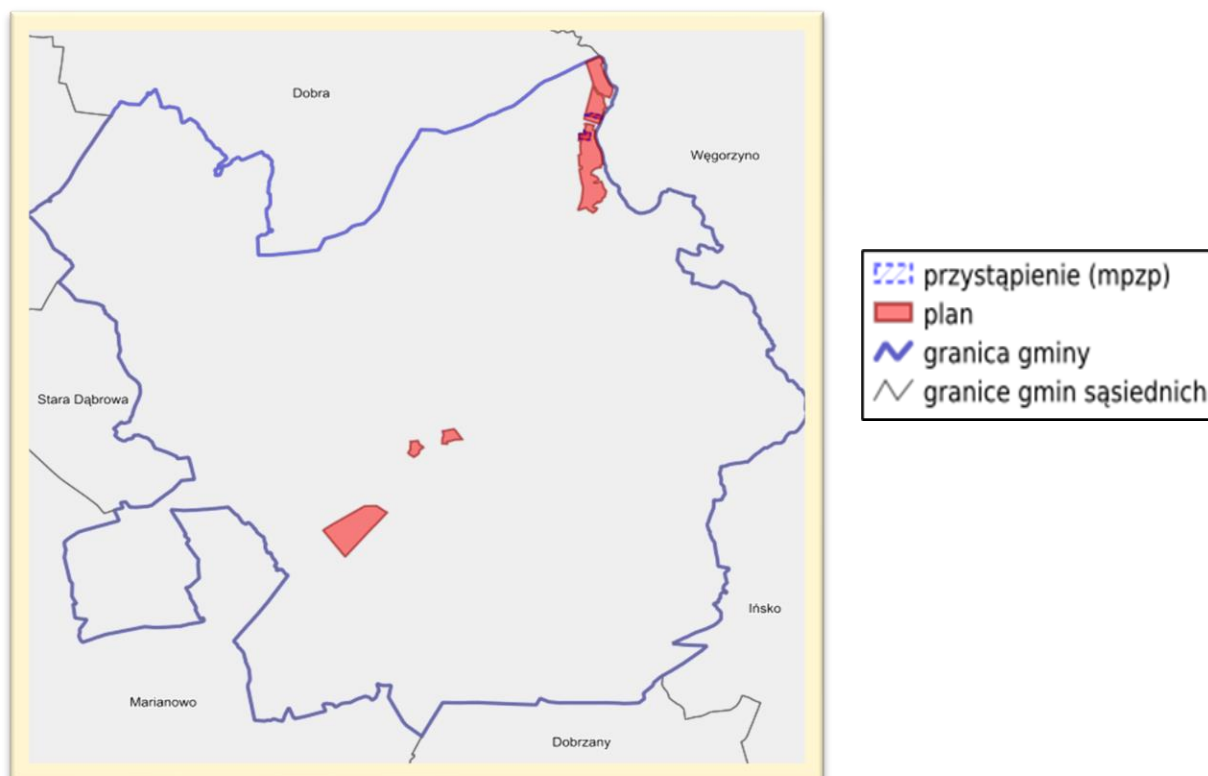 Dobra
Węgorzyno
Stara Dąbrowa
Ińsko
Marianowo
Dobrzany
przystąpienie (mpzp)
plan
granica gminy
granice gmin sąsiednich